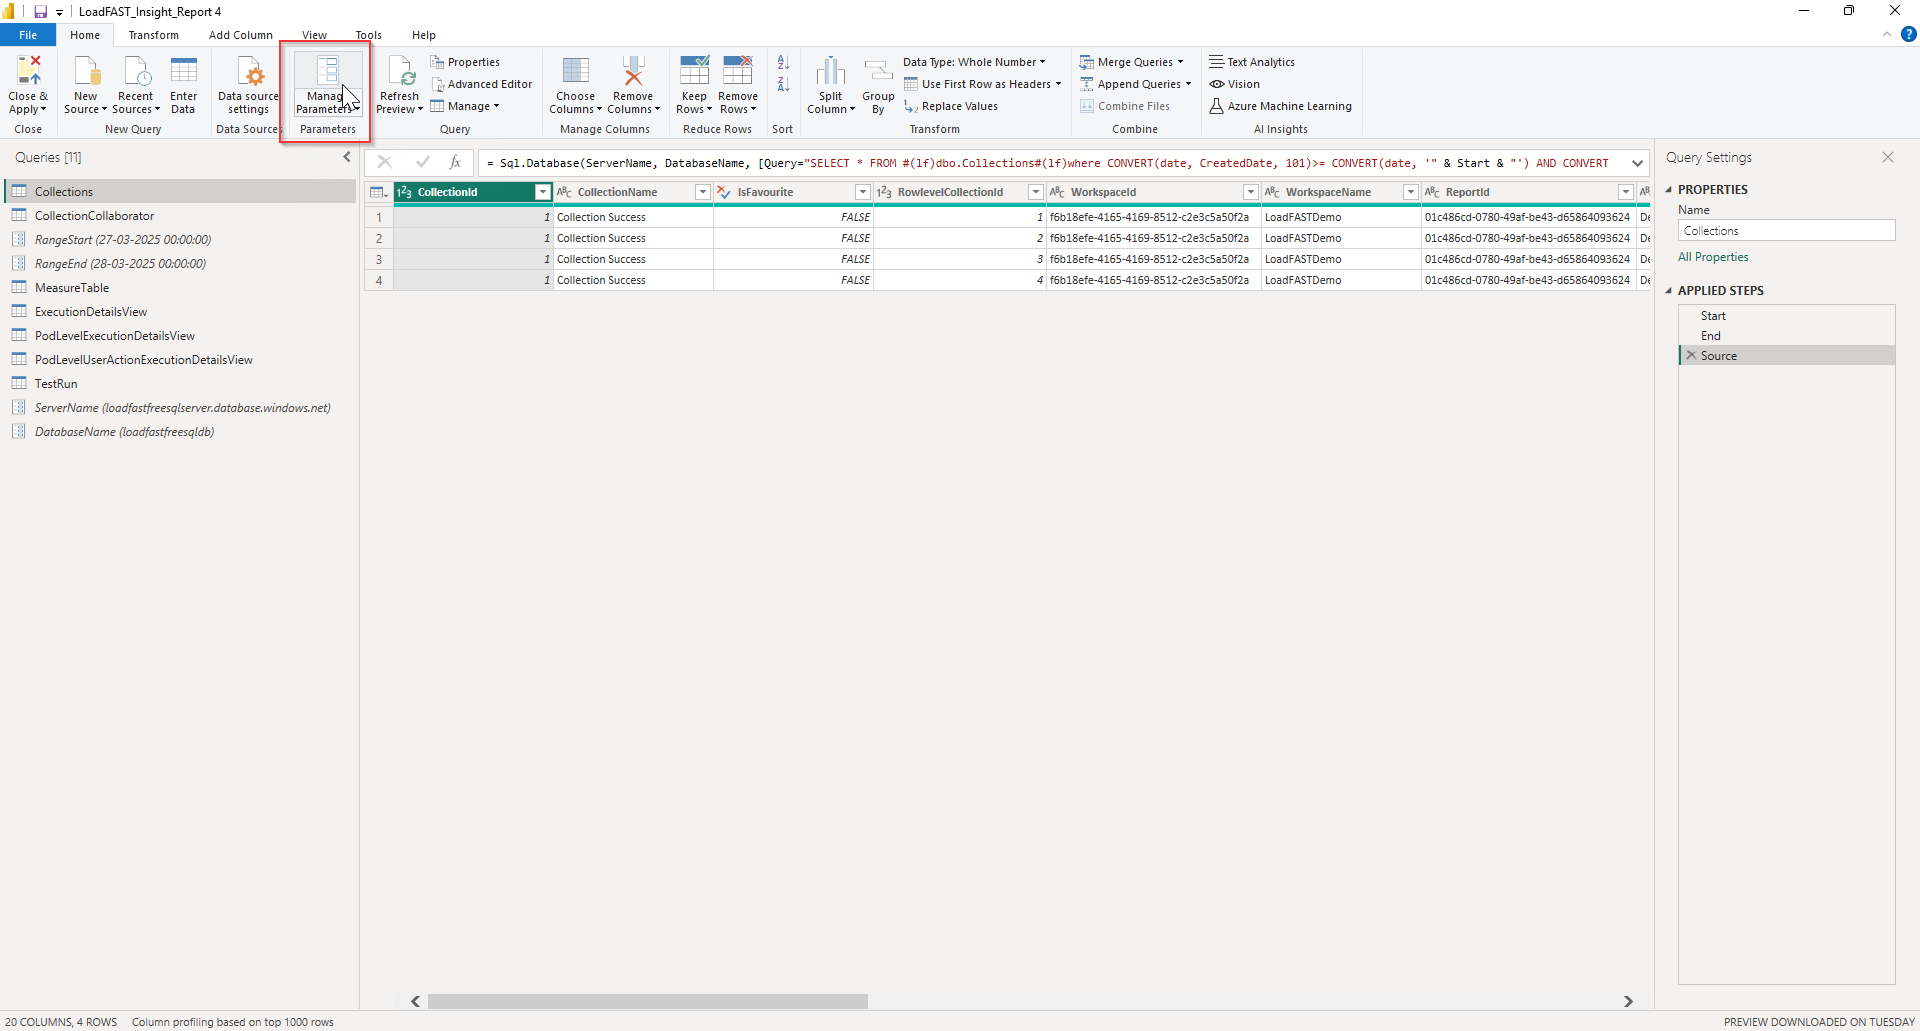 LoadFAST_Insight_Report 4
File Home Transform Add Column View Tools Help
Close & Apply
Close
New Source
Recent Sources
Enter Data
New Query
Data source settings
Data Sources
Manage Parameters
Parameters
Refresh Preview
Properties
Advanced Editor
Manage
Query
Choose Columns
Remove Columns
Manage Columns
Keep Rows
Remove Rows
Reduce Rows
Sort
Split Column
Group By
Data Type: Whole Number
Use First Row as Headers
Replace Values
Transform
Merge Queries
Append Queries
Combine Files
Combine
Text Analytics
Vision
Azure Machine Learning
AI Insights
Queries [11]
Collections
CollectionCollaborator
RangeStart (27-03-2025 00:00:00)
RangeEnd (28-03-2025 00:00:00)
MeasureTable
ExecutionDetailsView
PodLevelExecutionDetailsView
PodLevelUserActionExecutionDetailsView
TestRun
ServerName (loadfastfreesqlserver.database.windows.net)
DatabaseName (loadfastfreesqldb)
fx = Sql.Database(ServerName, DatabaseName, [Query="SELECT * FROM #(lf)dbo.Collections#(lf)where CONVERT(date, CreatedDate, 101)>= CONVERT(date, '" & Start & "') AND CONVERT
CollectionId CollectionName IsFavourite RowlevelCollectionId WorkspaceId WorkspaceName ReportId
1 1 Collection Success FALSE 1 f6b18efe-4165-4169-8512-c2e3c5a50f2a LoadFASTDemo 01c486cd-0780-49af-be43-d65864093624 De
2 1 Collection Success FALSE 2 f6b18efe-4165-4169-8512-c2e3c5a50f2a LoadFASTDemo 01c486cd-0780-49af-be43-d65864093624 De
3 1 Collection Success FALSE 3 f6b18efe-4165-4169-8512-c2e3c5a50f2a LoadFASTDemo 01c486cd-0780-49af-be43-d65864093624 De
4 1 Collection Success FALSE 4 f6b18efe-4165-4169-8512-c2e3c5a50f2a LoadFASTDemo 01c486cd-0780-49af-be43-d65864093624 De
Query Settings
PROPERTIES
Name
Collections
All Properties
APPLIED STEPS
Start
End
Source
20 COLUMNS, 4 ROWS Column profiling based on top 1000 rows
PREVIEW DOWNLOADED ON TUESDAY